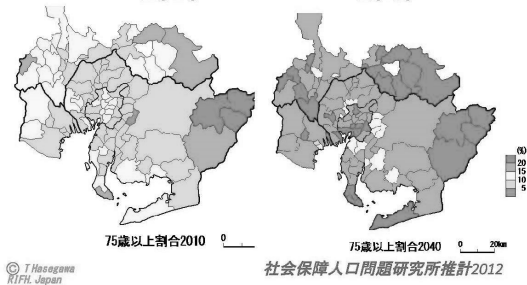 (%)
20
15
10
5
75歳以上割合2010
0
75歳以上割合2040
0 20km
© T Hasegawa
RIFH. Japan
社会保障人口問題研究所推計2012